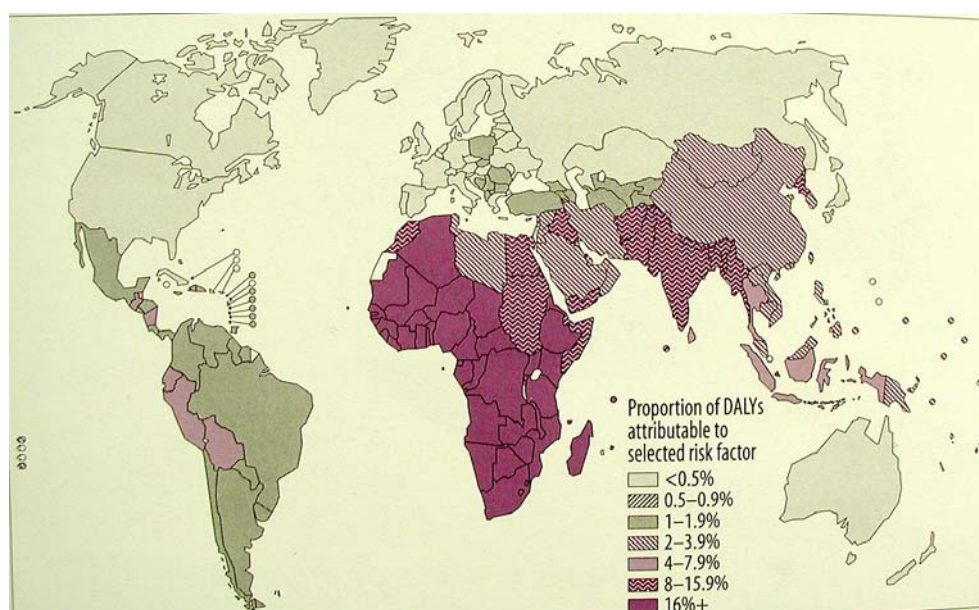 Proportion of DALYs
attributable to
selected risk factor
<0.5%
0.5–0.9%
1–1.9%
2–3.9%
4–7.9%
8–15.9%
16%+